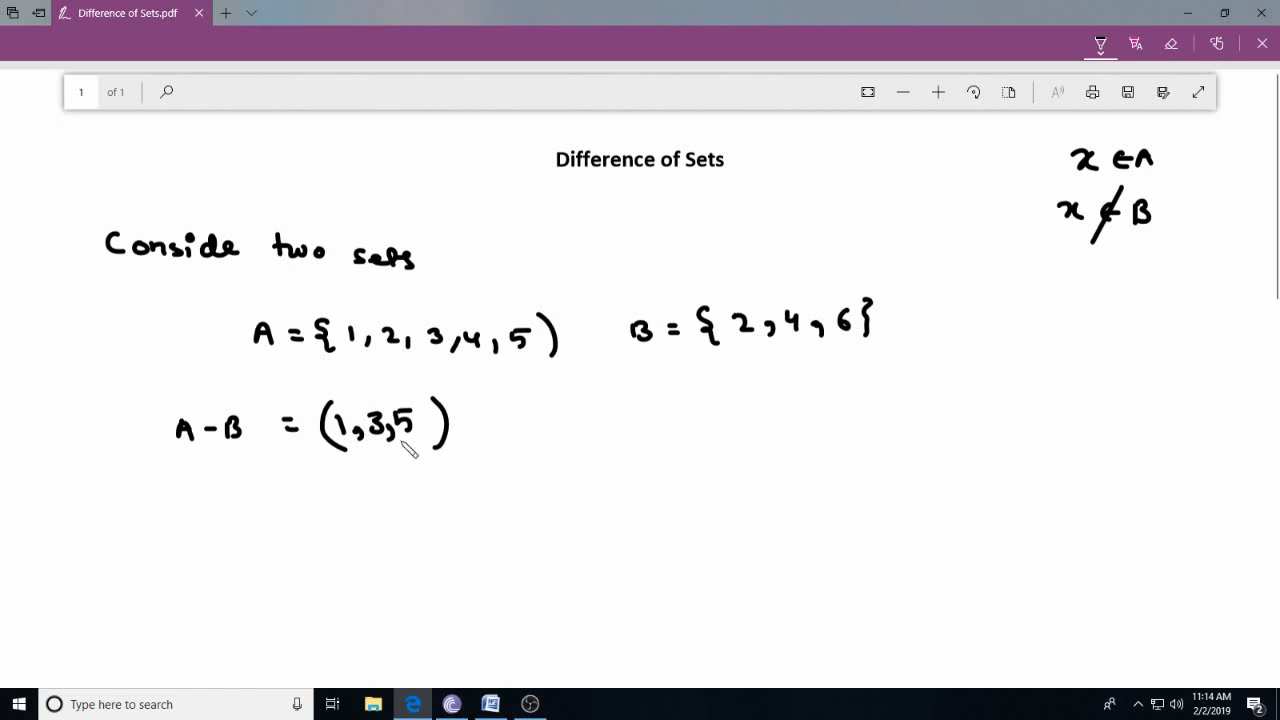 Difference of Sets.pdf
1 of 1
Difference of Sets
x ∈ A
x ∉ B
Conside two sets
A = { 1, 2, 3, 4, 5 ) B = { 2, 4, 6 }
A - B = ( 1, 3, 5 )
Type here to search
11:14 AM
2/2/2019
2